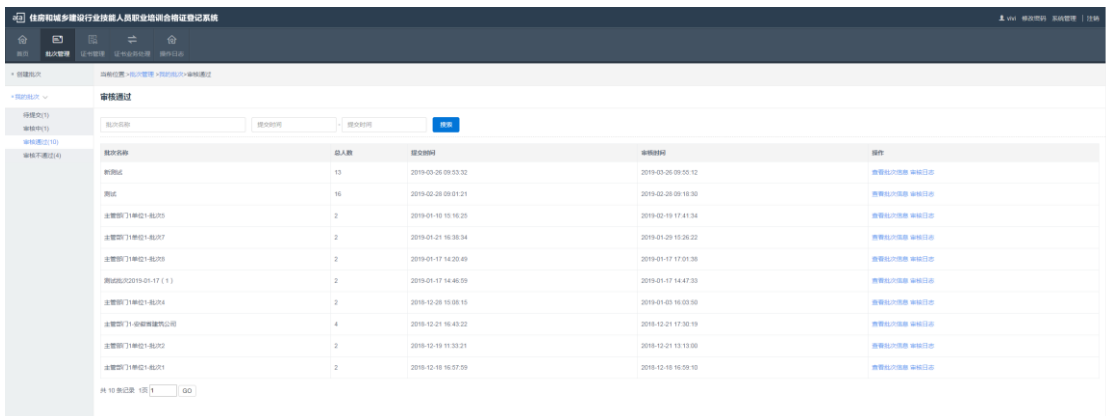 住房和城乡建设行业技能人员职业培训合格证登记系统
vivi 修改密码 系统管理 | 注销
首页 批次管理 证书管理 证书业务处理 操作日志
创建批次
当前位置 >批次管理 >我的批次>审核通过
我的批次
审核通过
待提交(1)
审核中(1)
审核通过(10)
审核不通过(4)
批次名称 提交时间 - 提交时间 搜索
批次名称 总人数 提交时间 审核时间 操作
新测试 13 2019-03-26 09:53:32 2019-03-26 09:55:12 查看批次信息 审核日志
测试 16 2019-02-28 09:01:21 2019-02-28 09:18:50 查看批次信息 审核日志
主管部门1单位1-批次5 2 2019-01-10 15:16:25 2019-02-19 17:41:34 查看批次信息 审核日志
主管部门1单位1-批次7 2 2019-01-21 16:38:34 2019-01-29 15:26:22 查看批次信息 审核日志
主管部门1单位1-批次6 2 2019-01-17 14:20:49 2019-01-17 17:01:38 查看批次信息 审核日志
测试批次2019-01-17 ( 1 ) 2 2019-01-17 14:46:59 2019-01-17 14:47:33 查看批次信息 审核日志
主管部门1单位1-批次4 2 2018-12-28 15:08:15 2019-01-03 16:03:50 查看批次信息 审核日志
主管部门1-安徽省建筑公司 4 2018-12-21 16:43:22 2018-12-21 17:30:19 查看批次信息 审核日志
主管部门1单位1-批次2 2 2018-12-19 11:33:21 2018-12-21 13:13:00 查看批次信息 审核日志
主管部门1单位1-批次1 2 2018-12-18 16:57:59 2018-12-18 16:59:10 查看批次信息 审核日志
共 10 条记录 1页 1 GO